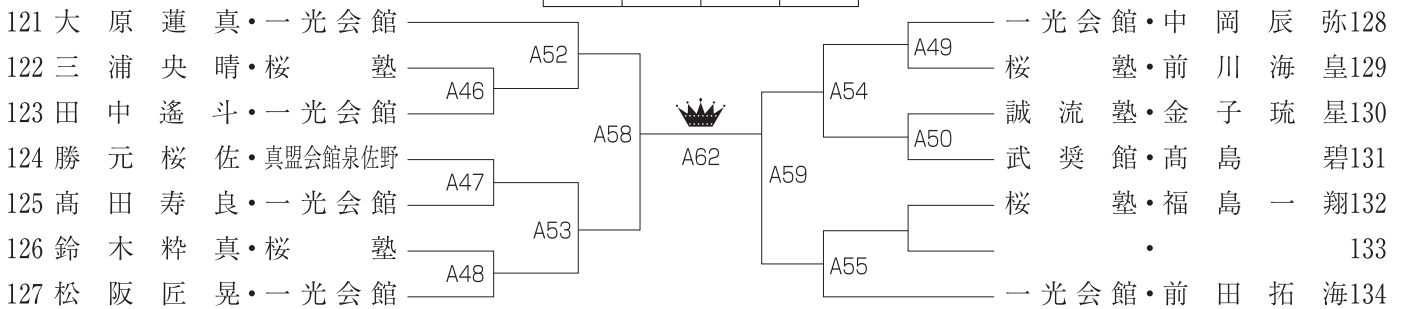 121 大原蓮真・一光会館
122 三浦央晴・桜塾
123 田中遙斗・一光会館
124 勝元桜佐・真盟会館泉佐野
125 髙田寿良・一光会館
126 鈴木粋真・桜塾
127 松阪匠晃・一光会館
A52
A46
A47
A53
A48
A58
A62
A59
A54
A49
A50
A55
一光会館・中岡辰弥128
桜塾・前川海皇129
誠流塾・金子琉星130
武奨館・髙島碧131
桜塾・福島一翔132
・133
一光会館・前田拓海134